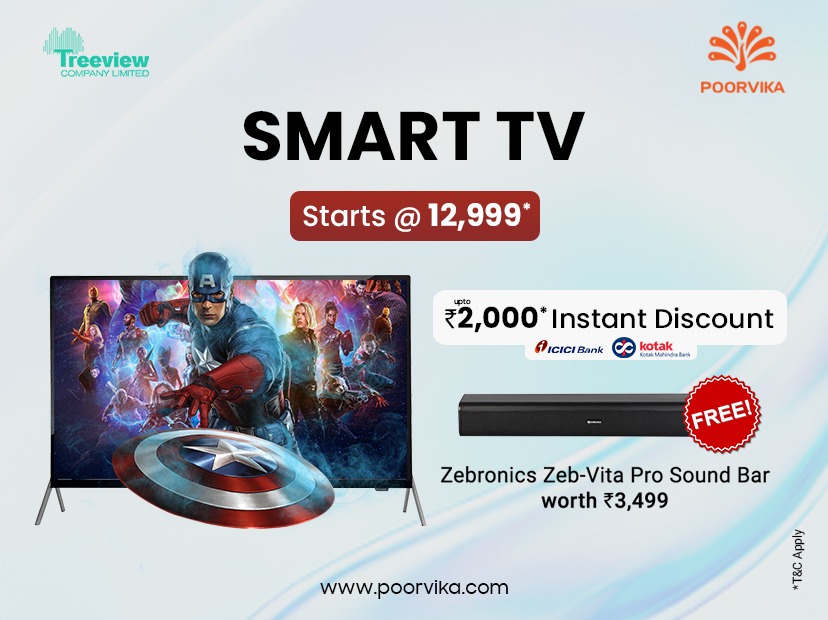 Treeview
COMPANY LIMITED
POORVIKA
SMART TV
Starts @ 12,999*
upto
₹2,000* Instant Discount
ICICI Bank
kotak
Kotak Mahindra Bank
FREE!
Zebronics Zeb-Vita Pro Sound Bar
worth ₹3,499
*T&C Apply
www.poorvika.com